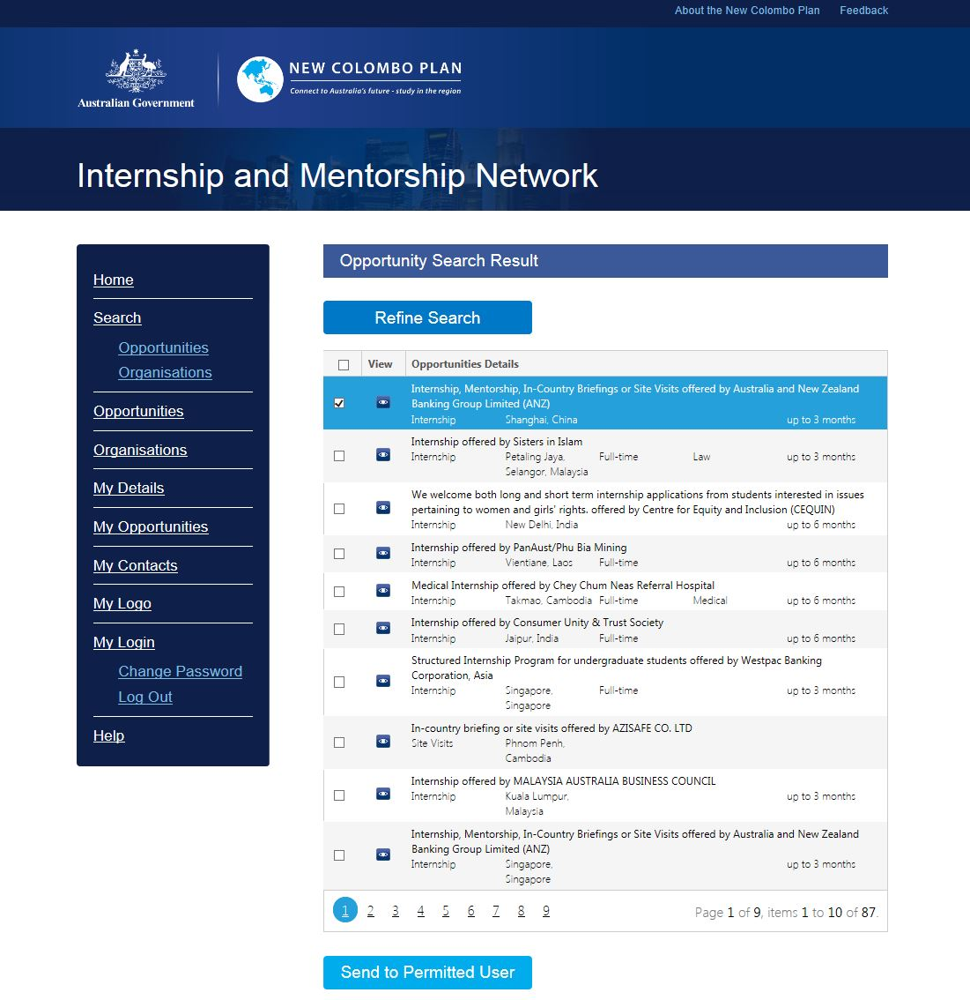 About the New Colombo Plan Feedback
Australian Government
NEW COLOMBO PLAN
Connect to Australia's future - study in the region
Internship and Mentorship Network
Home
Search
Opportunities
Organisations
Opportunities
Organisations
My Details
My Opportunities
My Contacts
My Logo
My Login
Change Password
Log Out
Help
Opportunity Search Result
Refine Search
View Opportunities Details
Internship, Mentorship, In-Country Briefings or Site Visits offered by Australia and New Zealand
Banking Group Limited (ANZ)
Internship Shanghai, China up to 3 months
Internship offered by Sisters in Islam
Internship Petaling Jaya, Full-time Law up to 3 months
Selangor, Malaysia
We welcome both long and short term internship applications from students interested in issues
pertaining to women and girls' rights. offered by Centre for Equity and Inclusion (CEQUIN)
Internship New Delhi, India up to 6 months
Internship offered by PanAust/Phu Bia Mining
Internship Vientiane, Laos Full-time up to 6 months
Medical Internship offered by Chey Chum Neas Referral Hospital
Internship Takmao, Cambodia Full-time Medical up to 6 months
Internship offered by Consumer Unity & Trust Society
Internship Jaipur, India Full-time up to 6 months
Structured Internship Program for undergraduate students offered by Westpac Banking
Corporation, Asia
Internship Singapore, Full-time up to 3 months
Singapore
In-country briefing or site visits offered by AZISAFE CO. LTD
Site Visits Phnom Penh,
Cambodia
Internship offered by MALAYSIA AUSTRALIA BUSINESS COUNCIL
Internship Kuala Lumpur, up to 3 months
Malaysia
Internship, Mentorship, In-Country Briefings or Site Visits offered by Australia and New Zealand
Banking Group Limited (ANZ)
Internship Singapore, up to 3 months
Singapore
1 2 3 4 5 6 7 8 9 Page 1 of 9, items 1 to 10 of 87.
Send to Permitted User